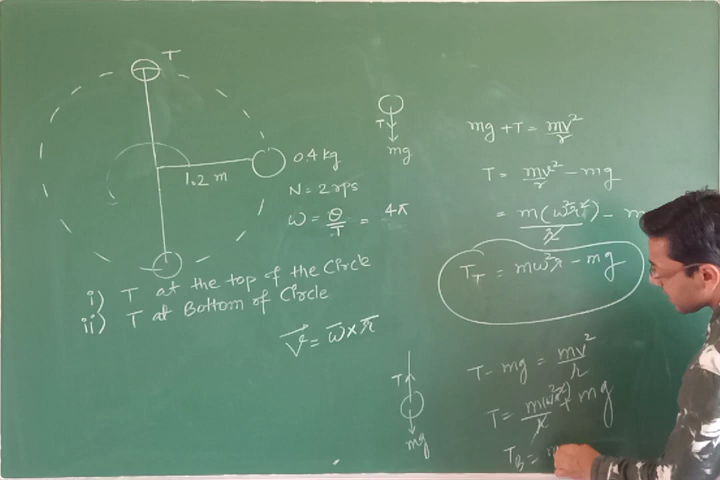 T
0.4 kg
1.2 m
N = 2 rps
ω = θ/T = 4π
i) T at the top of the Circle
ii) T at Bottom of Circle
V = ω × r
T
mg
mg + T = mv²/r
T = mv²/r - mg
= m(ω²r²)/r - m
T_T = mω²r - mg
T
mg
T - mg = mv²/r
T = m(ω²r²)/r + mg
T_B = m